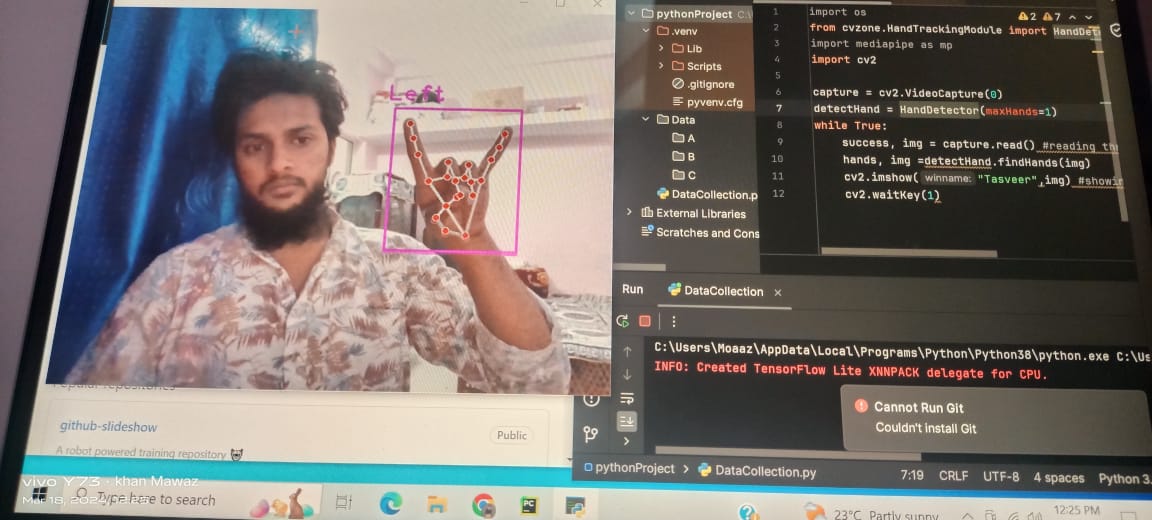 Left
github-slideshow
Public
A robot powered training repository
vivo Y73 · khan Mawaz
Mar 18, 2024,
Type here to search
pythonProject C:\
.venv
Lib
Scripts
.gitignore
pyvenv.cfg
Data
A
B
C
DataCollection.p
External Libraries
Scratches and Cons
2 7
1 import os
2 from cvzone.HandTrackingModule import HandDet
3 import mediapipe as mp
4 import cv2
5
6 capture = cv2.VideoCapture(0)
7 detectHand = HandDetector(maxHands=1)
8 while True:
9 success, img = capture.read() #reading th
10 hands, img =detectHand.findHands(img)
11 cv2.imshow( winname: "Tasveer",img) #showin
12 cv2.waitKey(1)
Run DataCollection
C:\Users\Moaaz\AppData\Local\Programs\Python\Python38\python.exe C:\Us
INFO: Created TensorFlow Lite XNNPACK delegate for CPU.
Cannot Run Git
Couldn't install Git
pythonProject > DataCollection.py 7:19 CRLF UTF-8 4 spaces Python 3.
23°C Partly sunny 12:25 PM